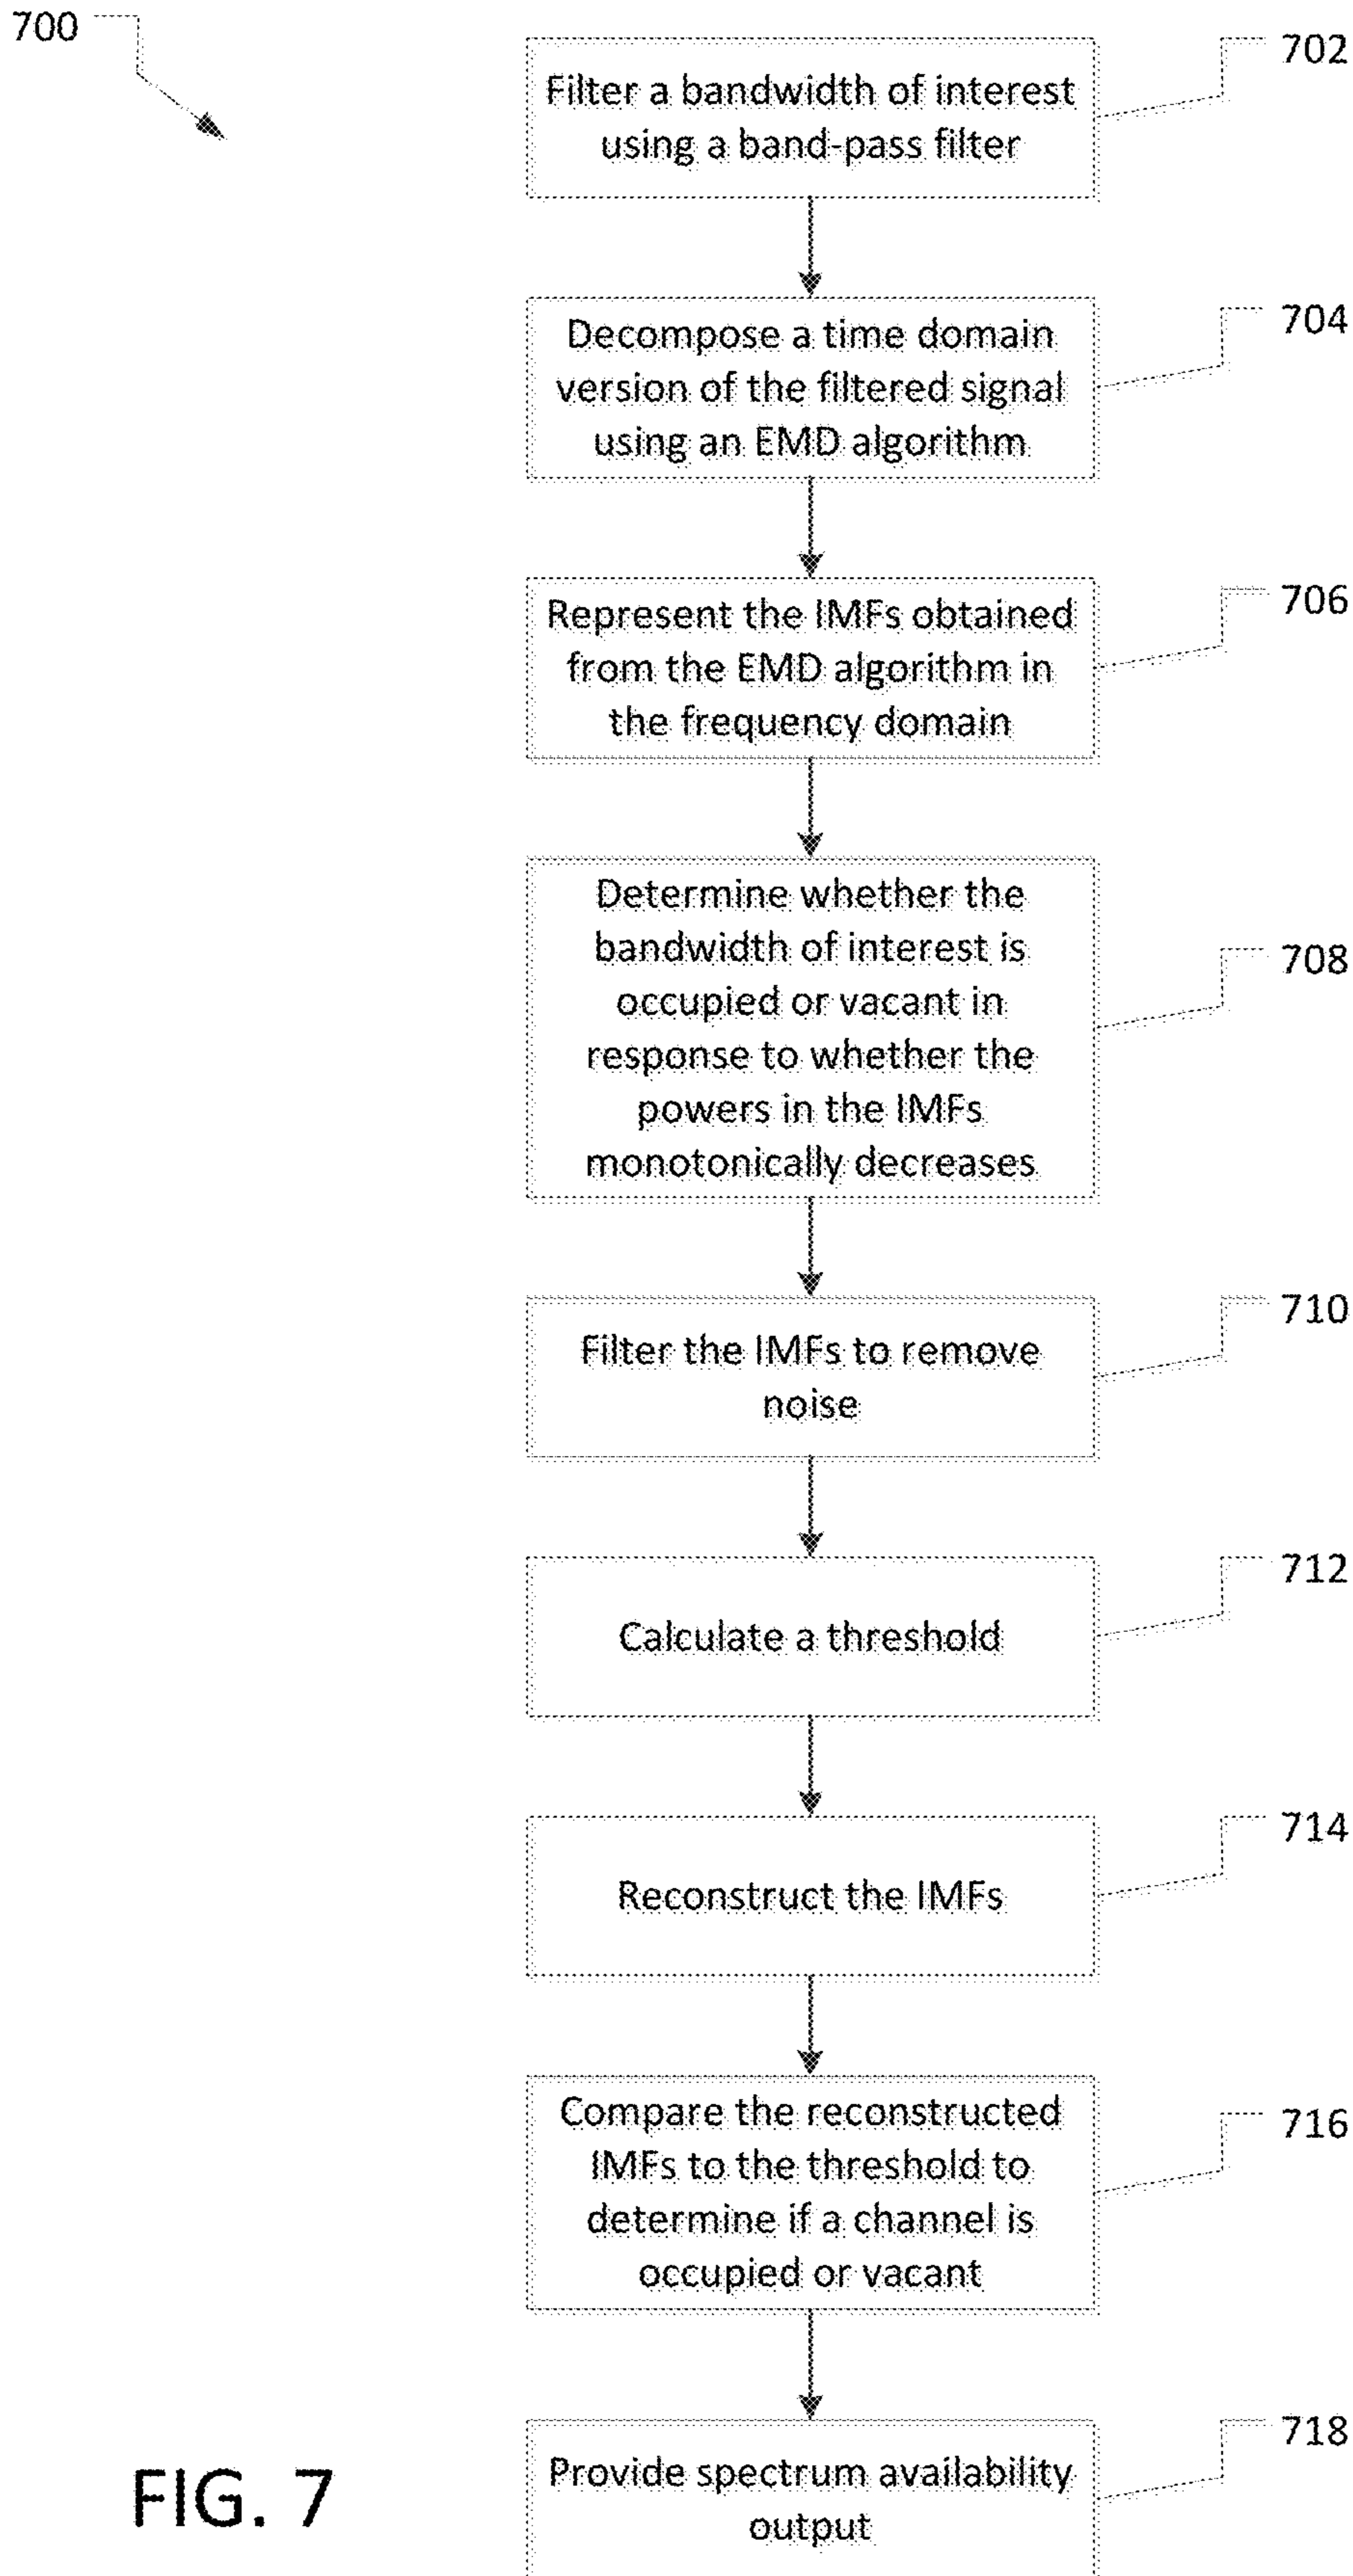 700
702
Filter a bandwidth of interest
using a band-pass filter
704
Decompose a time domain
version of the filtered signal
using an EMD algorithm
706
Represent the IMFs obtained
from the EMD algorithm in
the frequency domain
708
Determine whether the
bandwidth of interest is
occupied or vacant in
response to whether the
powers in the IMFs
monotonically decreases
710
Filter the IMFs to remove
noise
712
Calculate a threshold
714
Reconstruct the IMFs
716
Compare the reconstructed
IMFs to the threshold to
determine if a channel is
occupied or vacant
718
Provide spectrum availability
output
FIG. 7